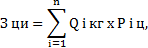 З ци = n∑i=1 Q i кг x P i ц,